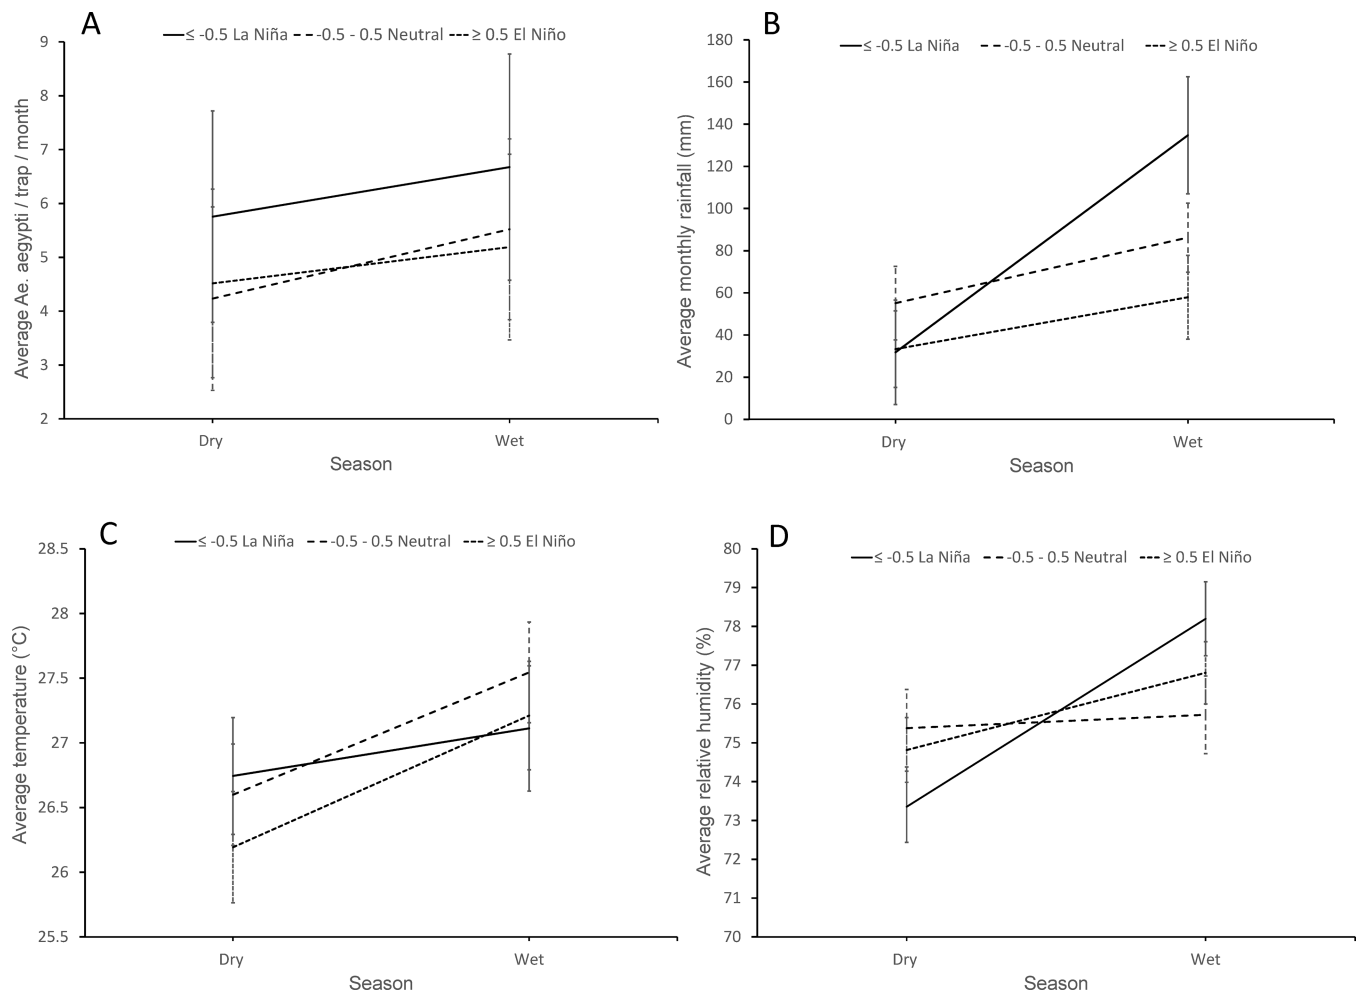 A
≤ -0.5 La Niña -0.5 - 0.5 Neutral ≥ 0.5 El Niño
9
8
7
6
5
4
3
2
Average Ae. aegypti / trap / month
Dry Wet
Season
B
≤ -0.5 La Niña -0.5 - 0.5 Neutral ≥ 0.5 El Niño
180
160
140
120
100
80
60
40
20
0
Average monthly rainfall (mm)
Dry Wet
Season
C
≤ -0.5 La Niña -0.5 - 0.5 Neutral ≥ 0.5 El Niño
28.5
28
27.5
27
26.5
26
25.5
Average temperature (°C)
Dry Wet
Season
D
≤ -0.5 La Niña -0.5 - 0.5 Neutral ≥ 0.5 El Niño
80
79
78
77
76
75
74
73
72
71
70
Average relative humidity (%)
Dry Wet
Season